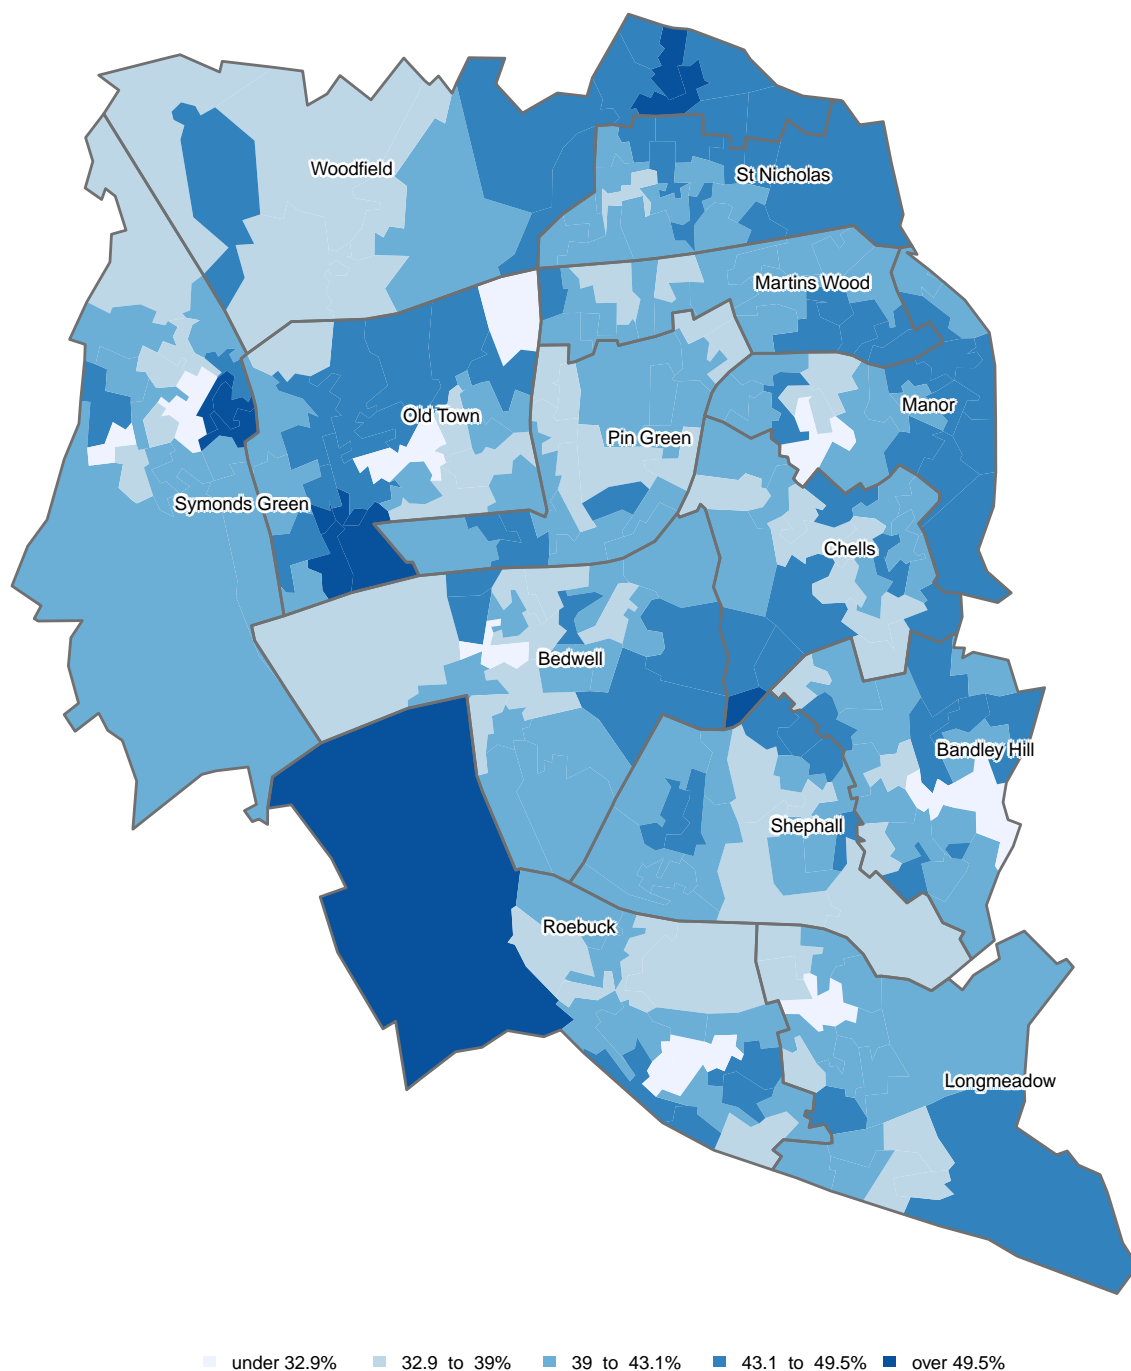 Woodfield
St Nicholas
Martins Wood
Manor
Old Town
Pin Green
Symonds Green
Chells
Bedwell
Bandley Hill
Shephall
Roebuck
Longmeadow
under 32.9% 32.9 to 39% 39 to 43.1% 43.1 to 49.5% over 49.5%